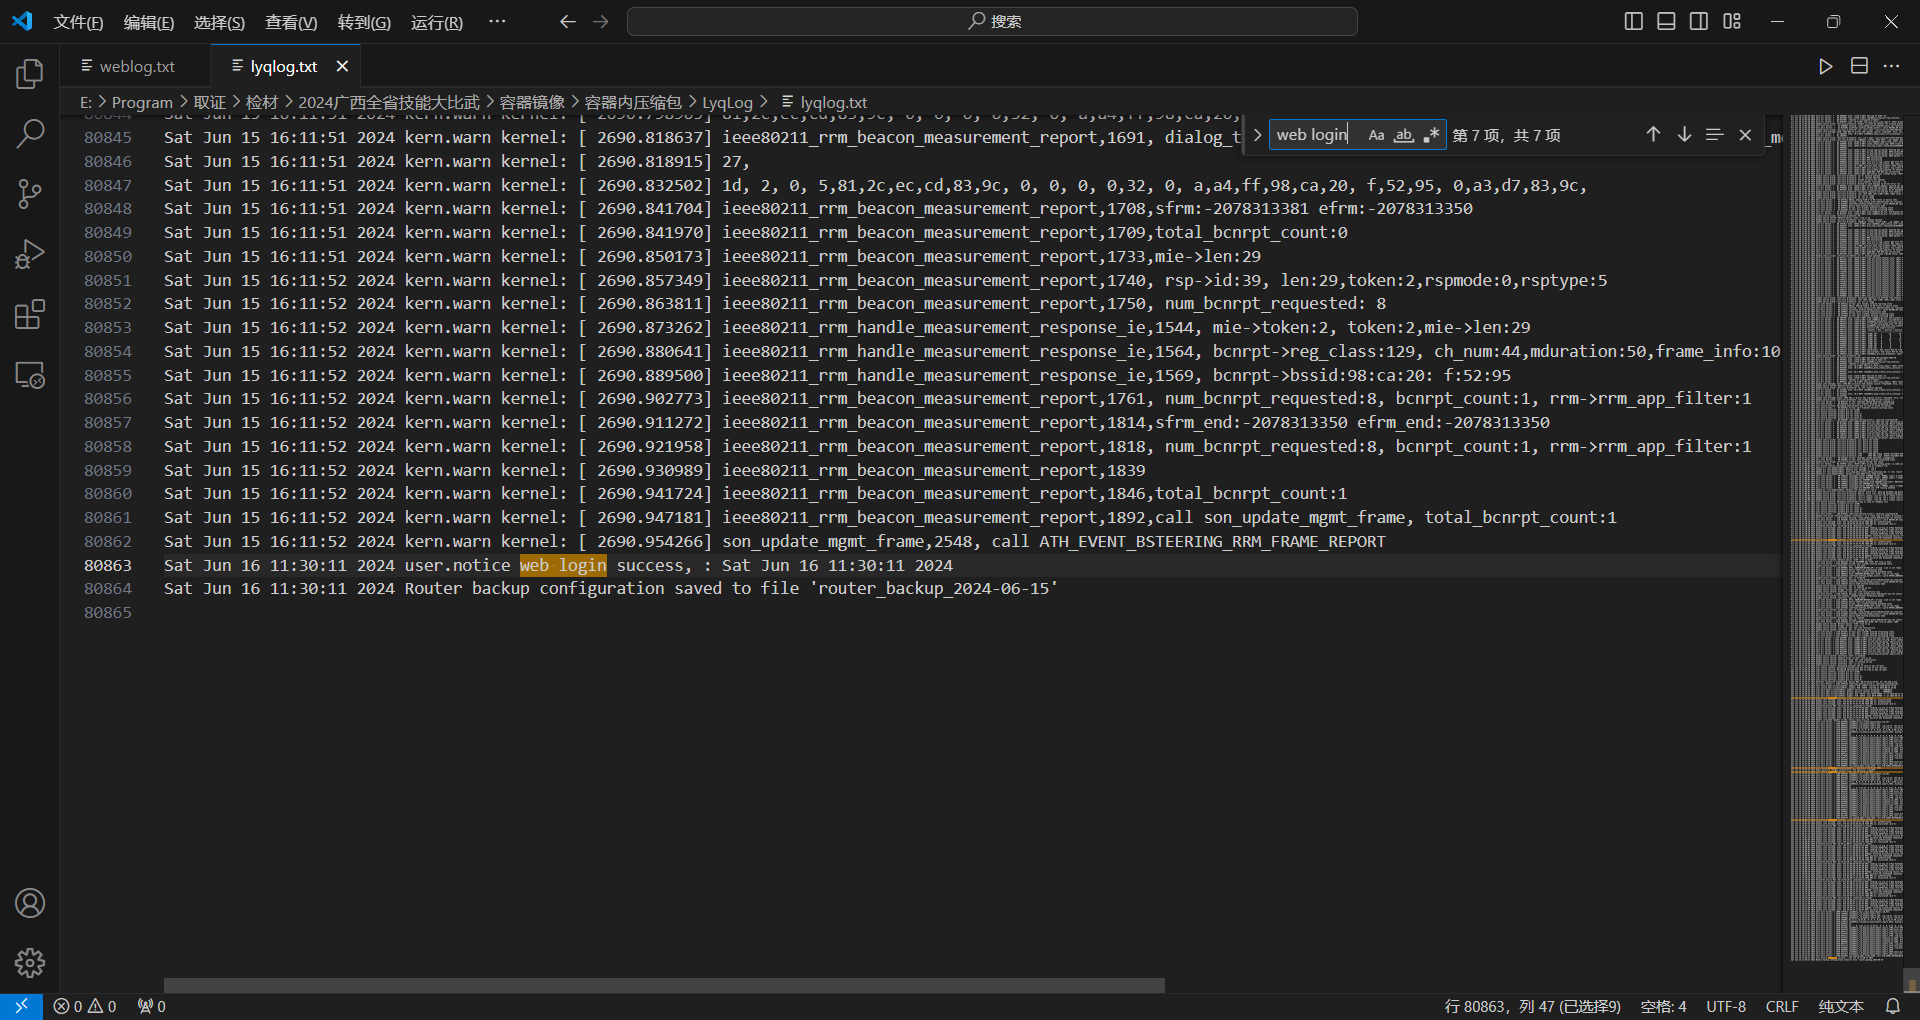 文件(F) 编辑(E) 选择(S) 查看(V) 转到(G) 运行(R) ··· 搜索
weblog.txt lyqlog.txt
E: > Program > 取证 > 检材 > 2024广西全省技能大比武 > 容器镜像 > 容器内压缩包 > LyqLog > lyqlog.txt
web login Aa ab 第 7 项，共 7 项
80845 Sat Jun 15 16:11:51 2024 kern.warn kernel: [ 2690.818637] ieee80211_rrm_beacon_measurement_report,1691, dialog_t
80846 Sat Jun 15 16:11:51 2024 kern.warn kernel: [ 2690.818915] 27,
80847 Sat Jun 15 16:11:51 2024 kern.warn kernel: [ 2690.832502] 1d, 2, 0, 5,81,2c,ec,cd,83,9c, 0, 0, 0, 0,32, 0, a,a4,ff,98,ca,20, f,52,95, 0,a3,d7,83,9c,
80848 Sat Jun 15 16:11:51 2024 kern.warn kernel: [ 2690.841704] ieee80211_rrm_beacon_measurement_report,1708,sfrm:-2078313381 efrm:-2078313350
80849 Sat Jun 15 16:11:51 2024 kern.warn kernel: [ 2690.841970] ieee80211_rrm_beacon_measurement_report,1709,total_bcnrpt_count:0
80850 Sat Jun 15 16:11:51 2024 kern.warn kernel: [ 2690.850173] ieee80211_rrm_beacon_measurement_report,1733,mie->len:29
80851 Sat Jun 15 16:11:52 2024 kern.warn kernel: [ 2690.857349] ieee80211_rrm_beacon_measurement_report,1740, rsp->id:39, len:29,token:2,rspmode:0,rsptype:5
80852 Sat Jun 15 16:11:52 2024 kern.warn kernel: [ 2690.863811] ieee80211_rrm_beacon_measurement_report,1750, num_bcnrpt_requested: 8
80853 Sat Jun 15 16:11:52 2024 kern.warn kernel: [ 2690.873262] ieee80211_rrm_handle_measurement_response_ie,1544, mie->token:2, token:2,mie->len:29
80854 Sat Jun 15 16:11:52 2024 kern.warn kernel: [ 2690.880641] ieee80211_rrm_handle_measurement_response_ie,1564, bcnrpt->reg_class:129, ch_num:44,mduration:50,frame_info:10
80855 Sat Jun 15 16:11:52 2024 kern.warn kernel: [ 2690.889500] ieee80211_rrm_handle_measurement_response_ie,1569, bcnrpt->bssid:98:ca:20: f:52:95
80856 Sat Jun 15 16:11:52 2024 kern.warn kernel: [ 2690.902773] ieee80211_rrm_beacon_measurement_report,1761, num_bcnrpt_requested:8, bcnrpt_count:1, rrm->rrm_app_filter:1
80857 Sat Jun 15 16:11:52 2024 kern.warn kernel: [ 2690.911272] ieee80211_rrm_beacon_measurement_report,1814,sfrm_end:-2078313350 efrm_end:-2078313350
80858 Sat Jun 15 16:11:52 2024 kern.warn kernel: [ 2690.921958] ieee80211_rrm_beacon_measurement_report,1818, num_bcnrpt_requested:8, bcnrpt_count:1, rrm->rrm_app_filter:1
80859 Sat Jun 15 16:11:52 2024 kern.warn kernel: [ 2690.930989] ieee80211_rrm_beacon_measurement_report,1839
80860 Sat Jun 15 16:11:52 2024 kern.warn kernel: [ 2690.941724] ieee80211_rrm_beacon_measurement_report,1846,total_bcnrpt_count:1
80861 Sat Jun 15 16:11:52 2024 kern.warn kernel: [ 2690.947181] ieee80211_rrm_beacon_measurement_report,1892,call son_update_mgmt_frame, total_bcnrpt_count:1
80862 Sat Jun 15 16:11:52 2024 kern.warn kernel: [ 2690.954266] son_update_mgmt_frame,2548, call ATH_EVENT_BSTEERING_RRM_FRAME_REPORT
80863 Sat Jun 16 11:30:11 2024 user.notice web login success, : Sat Jun 16 11:30:11 2024
80864 Sat Jun 16 11:30:11 2024 Router backup configuration saved to file 'router_backup_2024-06-15'
80865
0 0 0 行 80863，列 47 (已选择9) 空格: 4 UTF-8 CRLF 纯文本